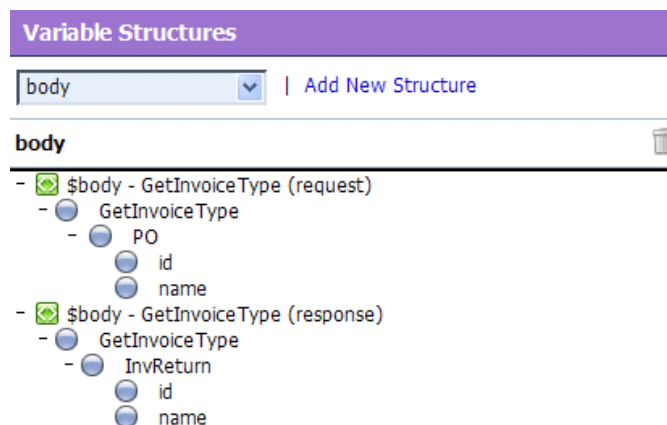 Variable Structures
body | Add New Structure
body
- $body - GetInvoiceType (request)
- GetInvoiceType
- PO
id
name
- $body - GetInvoiceType (response)
- GetInvoiceType
- InvReturn
id
name